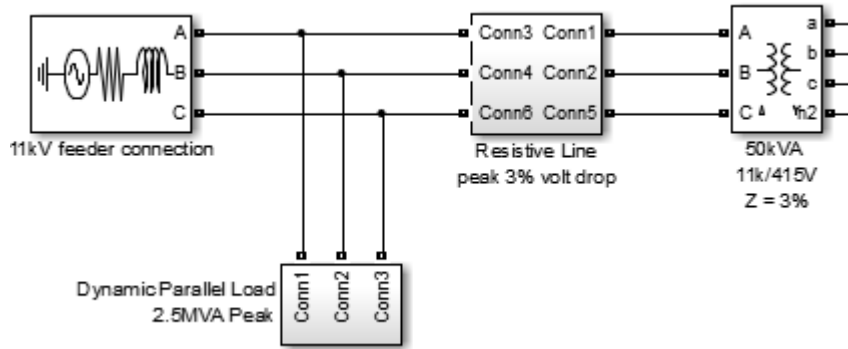 A Conn3 Conn1 A a
B Conn4 Conn2 B b
c
C Conn6 Conn5 C Yn2
11kV feeder connection
Resistive Line
peak 3% volt drop
50kVA
11k/415V
Z = 3%
Conn1
Conn2
Conn3
Dynamic Parallel Load
2.5MVA Peak